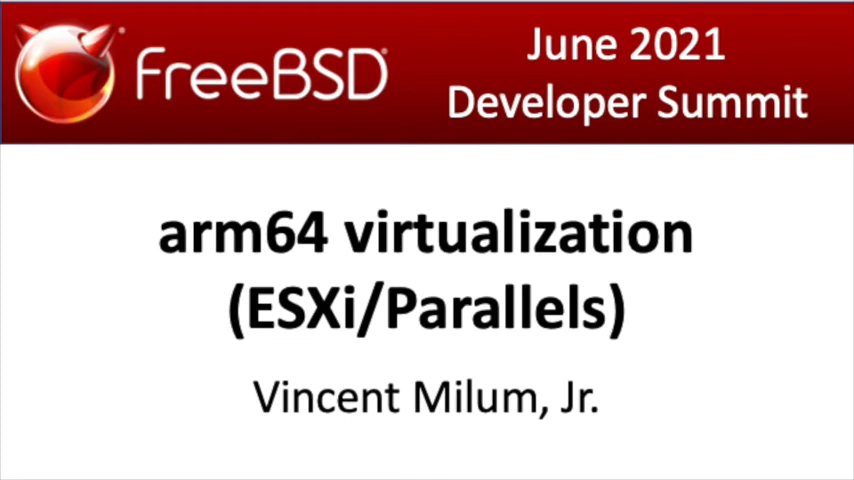 FreeBSD
June 2021
Developer Summit
arm64 virtualization
(ESXi/Parallels)
Vincent Milum, Jr.